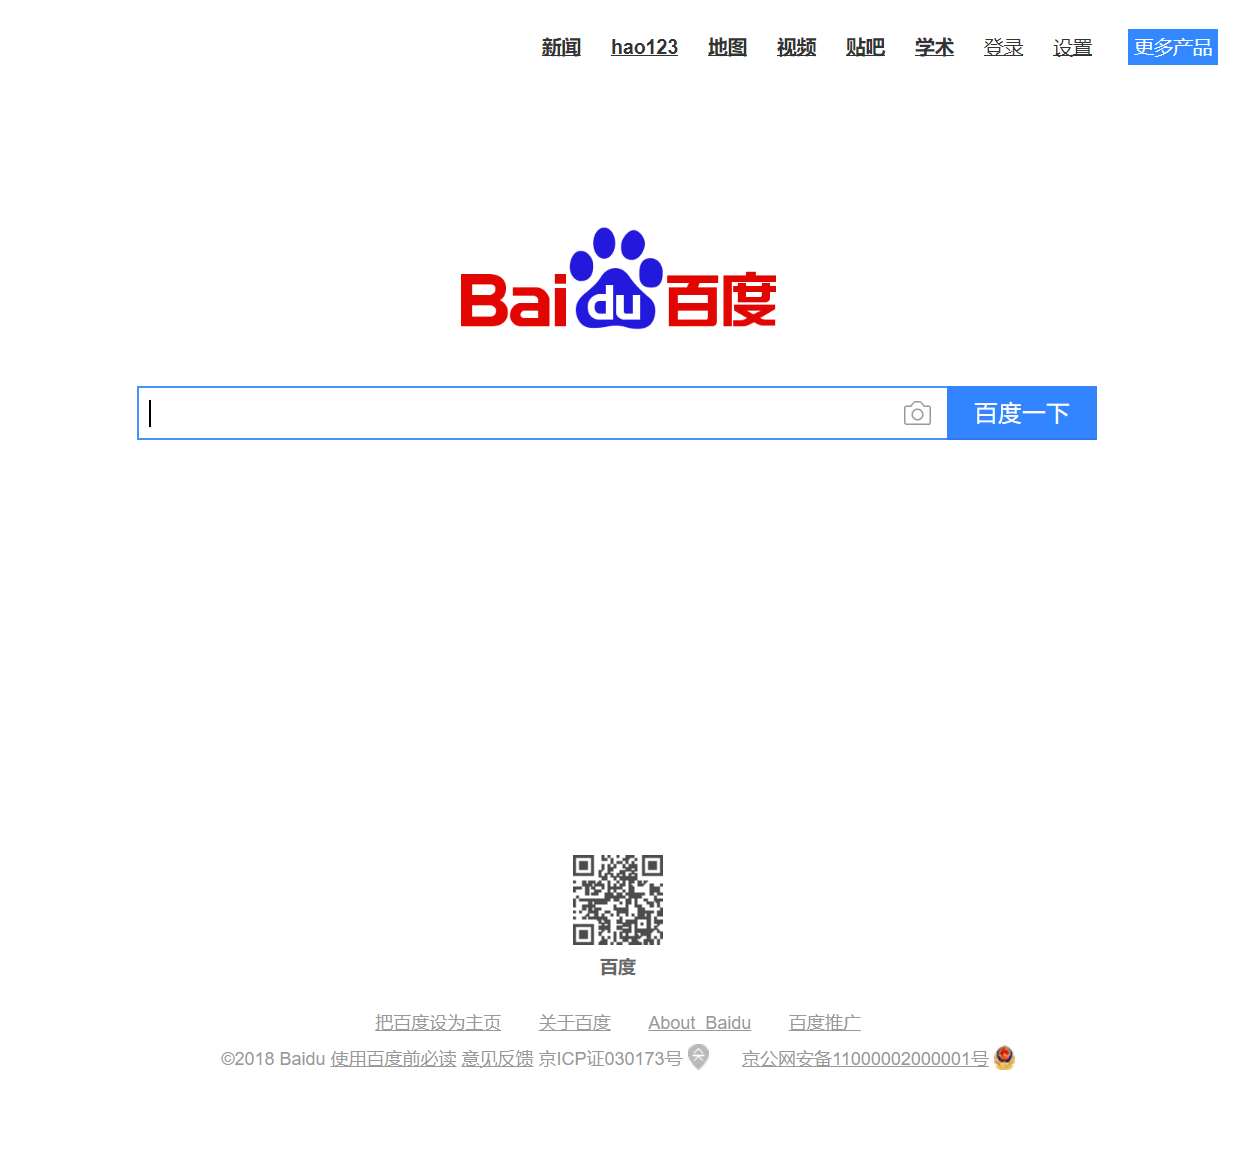 新闻 hao123 地图 视频 贴吧 学术 登录 设置 更多产品
Bai du 百度
百度一下
百度
把百度设为主页 关于百度 About Baidu 百度推广
©2018 Baidu 使用百度前必读 意见反馈 京ICP证030173号 京公网安备11000002000001号